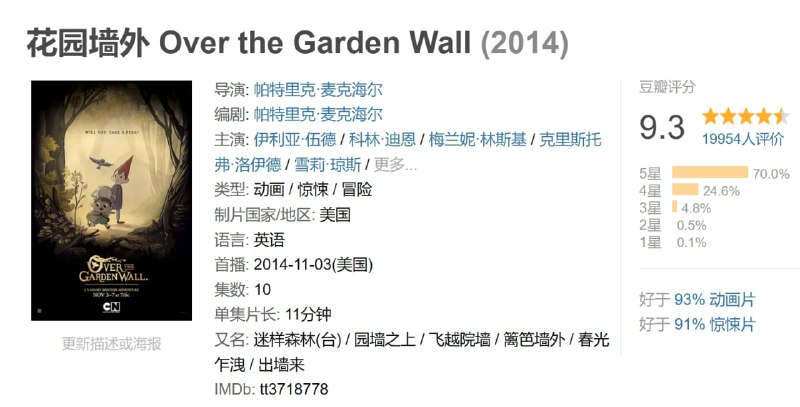 花园墙外 Over the Garden Wall (2014)
WILL YOU TAKE A PEEK?
OVER THE
GARDEN WALL.
NOV 3-7 at 7/6c
CN
更新描述或海报
导演: 帕特里克·麦克海尔
编剧: 帕特里克·麦克海尔
主演: 伊利亚·伍德 / 科林·迪恩 / 梅兰妮·林斯基 / 克里斯托
弗·洛伊德 / 雪莉·琼斯 / 更多...
类型: 动画 / 惊悚 / 冒险
制片国家/地区: 美国
语言: 英语
首播: 2014-11-03(美国)
集数: 10
单集片长: 11分钟
又名: 迷样森林(台) / 园墙之上 / 飞越院墙 / 篱笆墙外 / 春光
乍洩 / 出墙来
IMDb: tt3718778
豆瓣评分
9.3
19954人评价
5星 70.0%
4星 24.6%
3星 4.8%
2星 0.5%
1星 0.1%
好于 93% 动画片
好于 91% 惊悚片